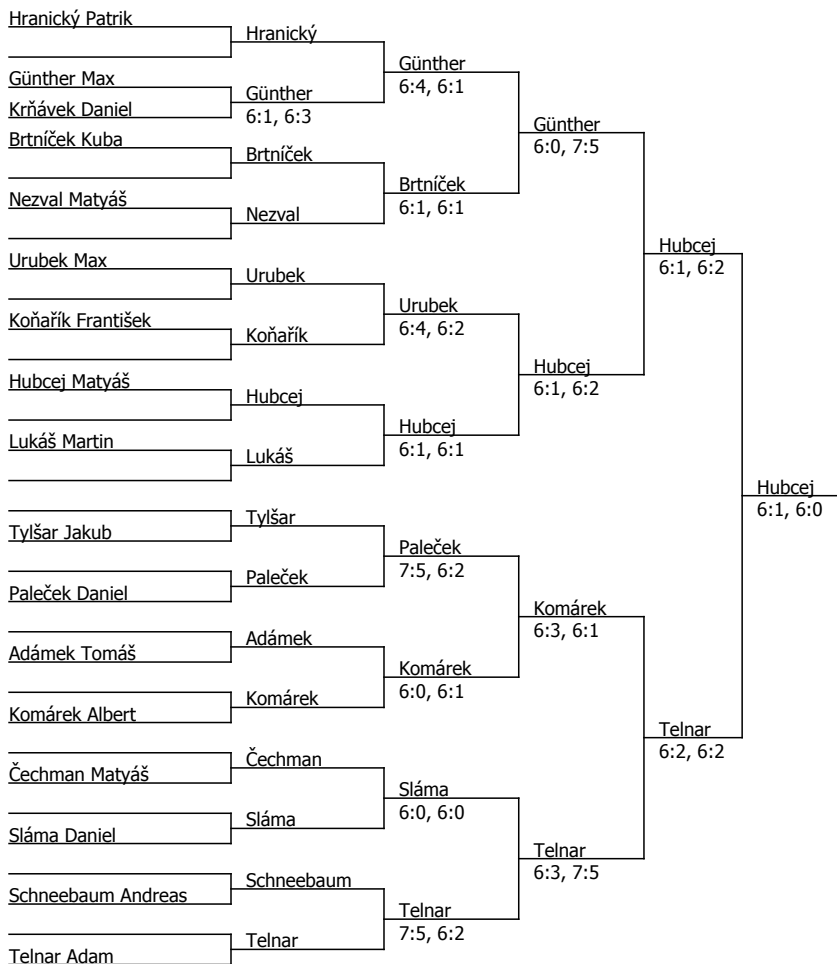 Hranický Patrik
Hranický
Günther
6:4, 6:1
Günther Max
Günther
6:1, 6:3
Krňávek Daniel
Günther
6:0, 7:5
Brtníček Kuba
Brtníček
Brtníček
6:1, 6:1
Nezval Matyáš
Nezval
Hubcej
6:1, 6:2
Urubek Max
Urubek
Urubek
6:4, 6:2
Koňařík František
Koňařík
Hubcej
6:1, 6:2
Hubcej Matyáš
Hubcej
Hubcej
6:1, 6:1
Lukáš Martin
Lukáš
Hubcej
6:1, 6:0
Tylšar
Tylšar Jakub
Paleček
7:5, 6:2
Paleček
Paleček Daniel
Komárek
6:3, 6:1
Adámek
Adámek Tomáš
Komárek
6:0, 6:1
Komárek
Komárek Albert
Telnar
6:2, 6:2
Čechman
Čechman Matyáš
Sláma
6:0, 6:0
Sláma
Sláma Daniel
Telnar
6:3, 7:5
Schneebaum
Schneebaum Andreas
Telnar
7:5, 6:2
Telnar
Telnar Adam